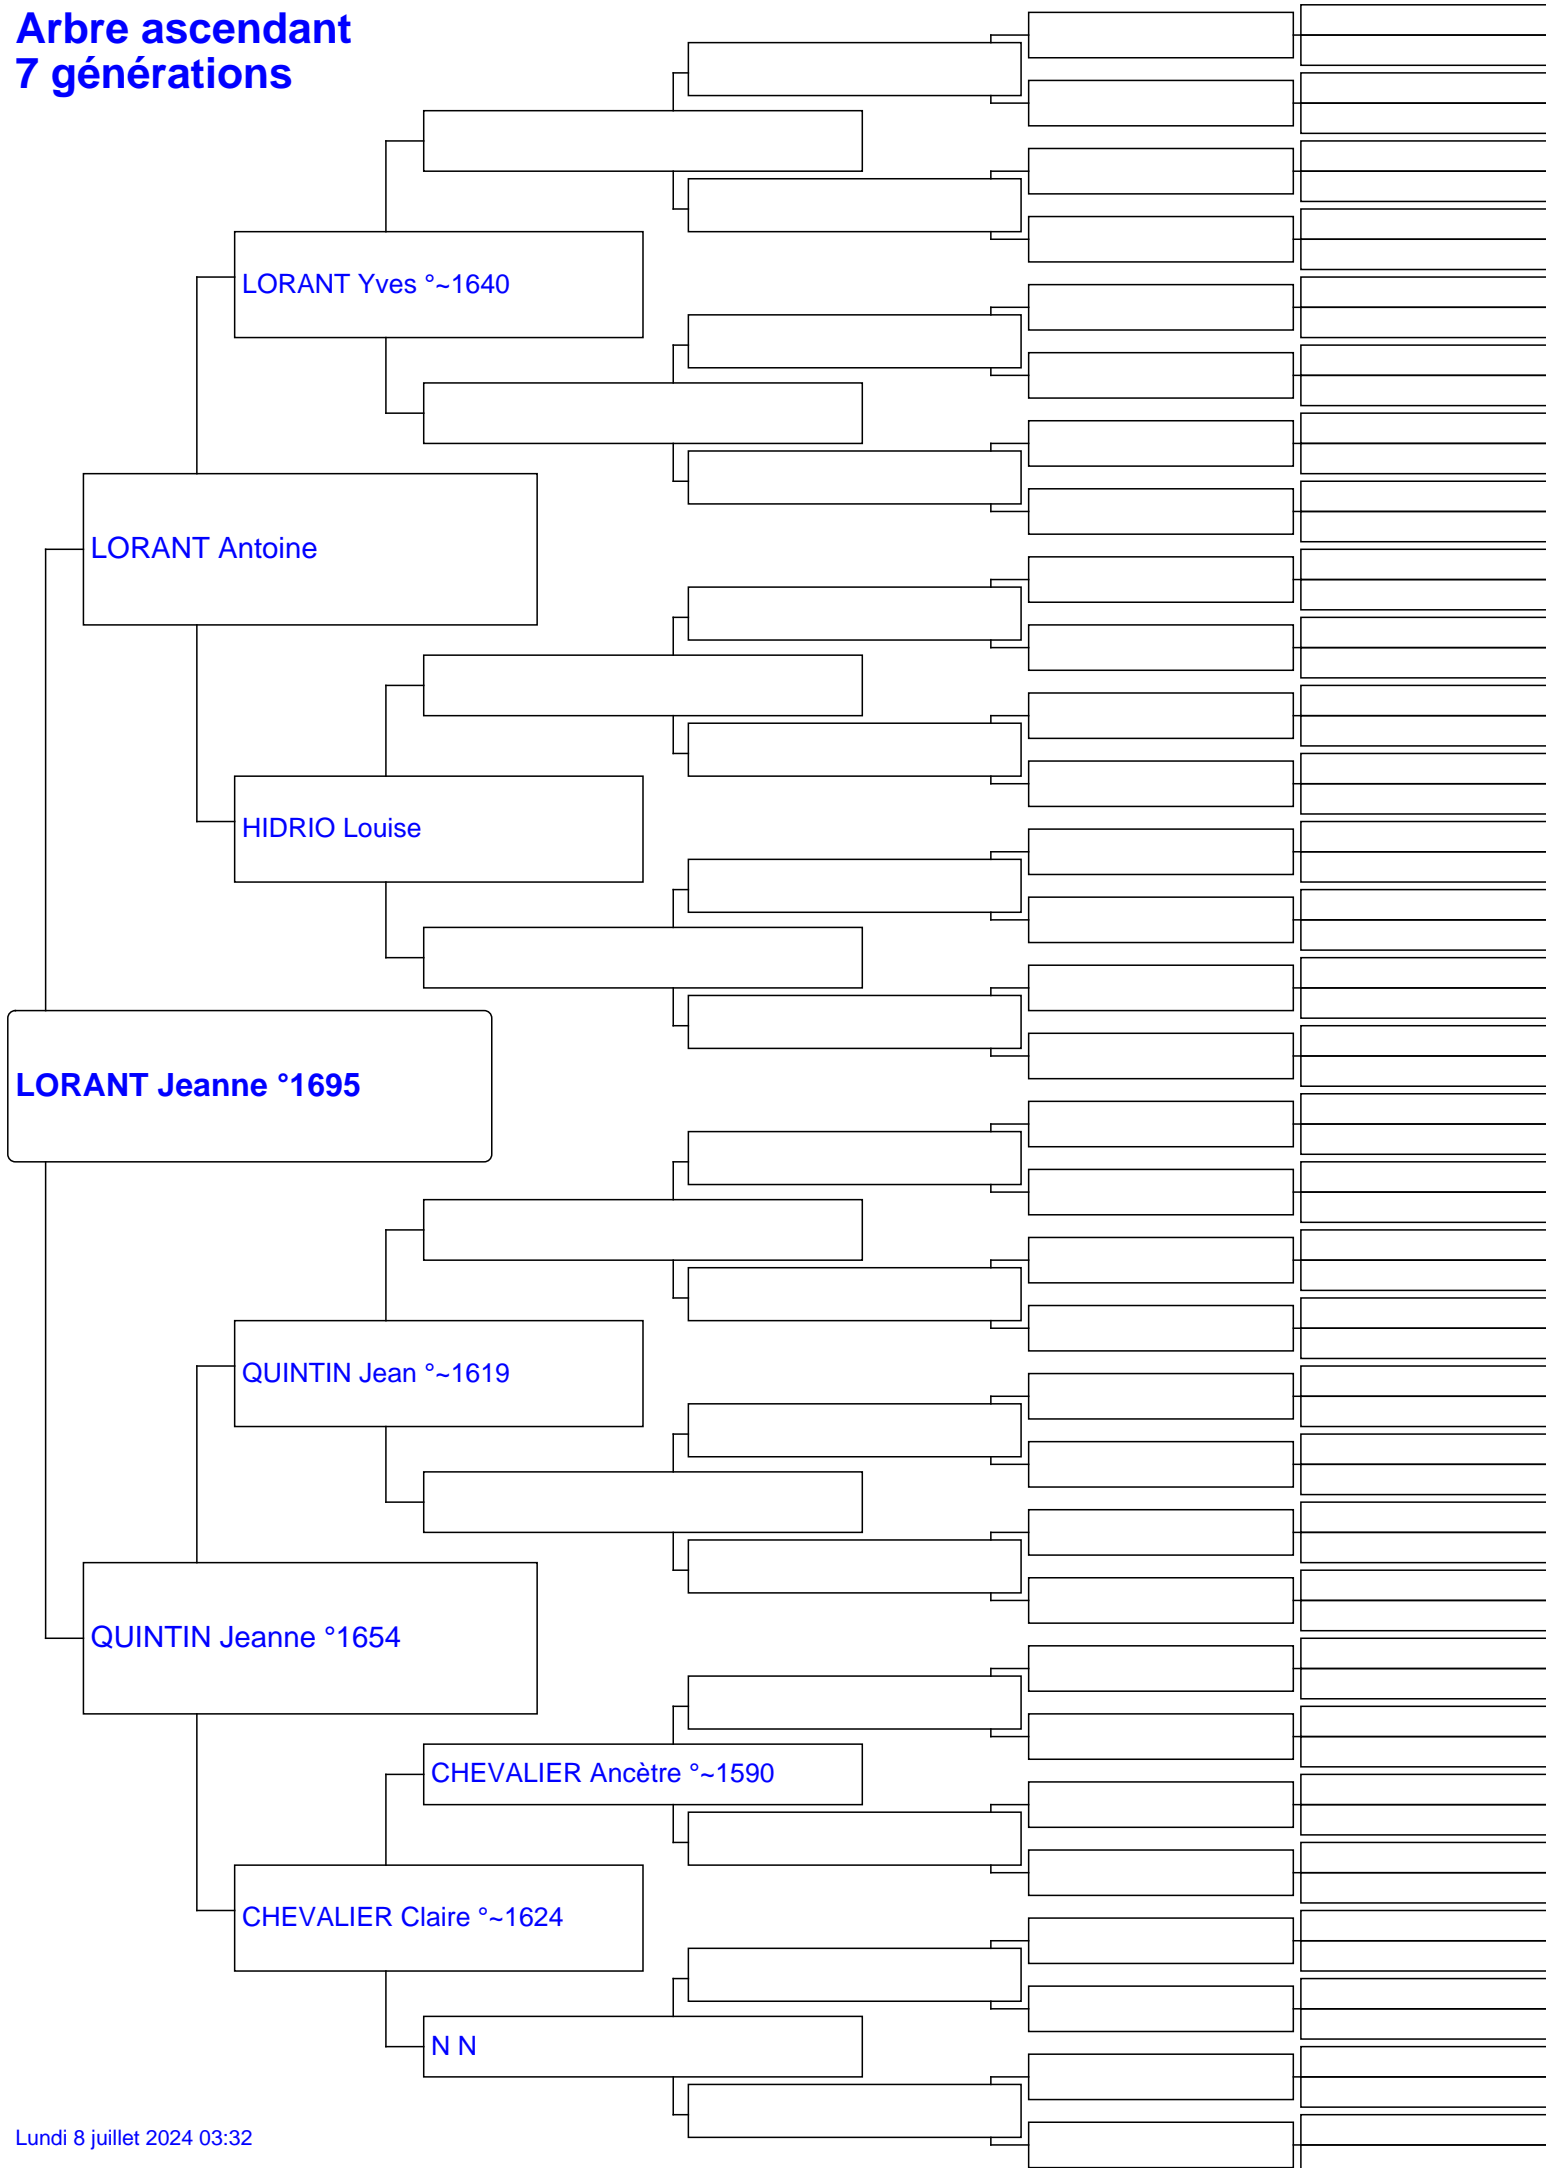 Arbre ascendant
7 générations
LORANT Yves °~1640
LORANT Antoine
HIDRIO Louise
LORANT Jeanne °1695
QUINTIN Jean °~1619
QUINTIN Jeanne °1654
CHEVALIER Ancètre °~1590
CHEVALIER Claire °~1624
N N
Lundi 8 juillet 2024 03:32